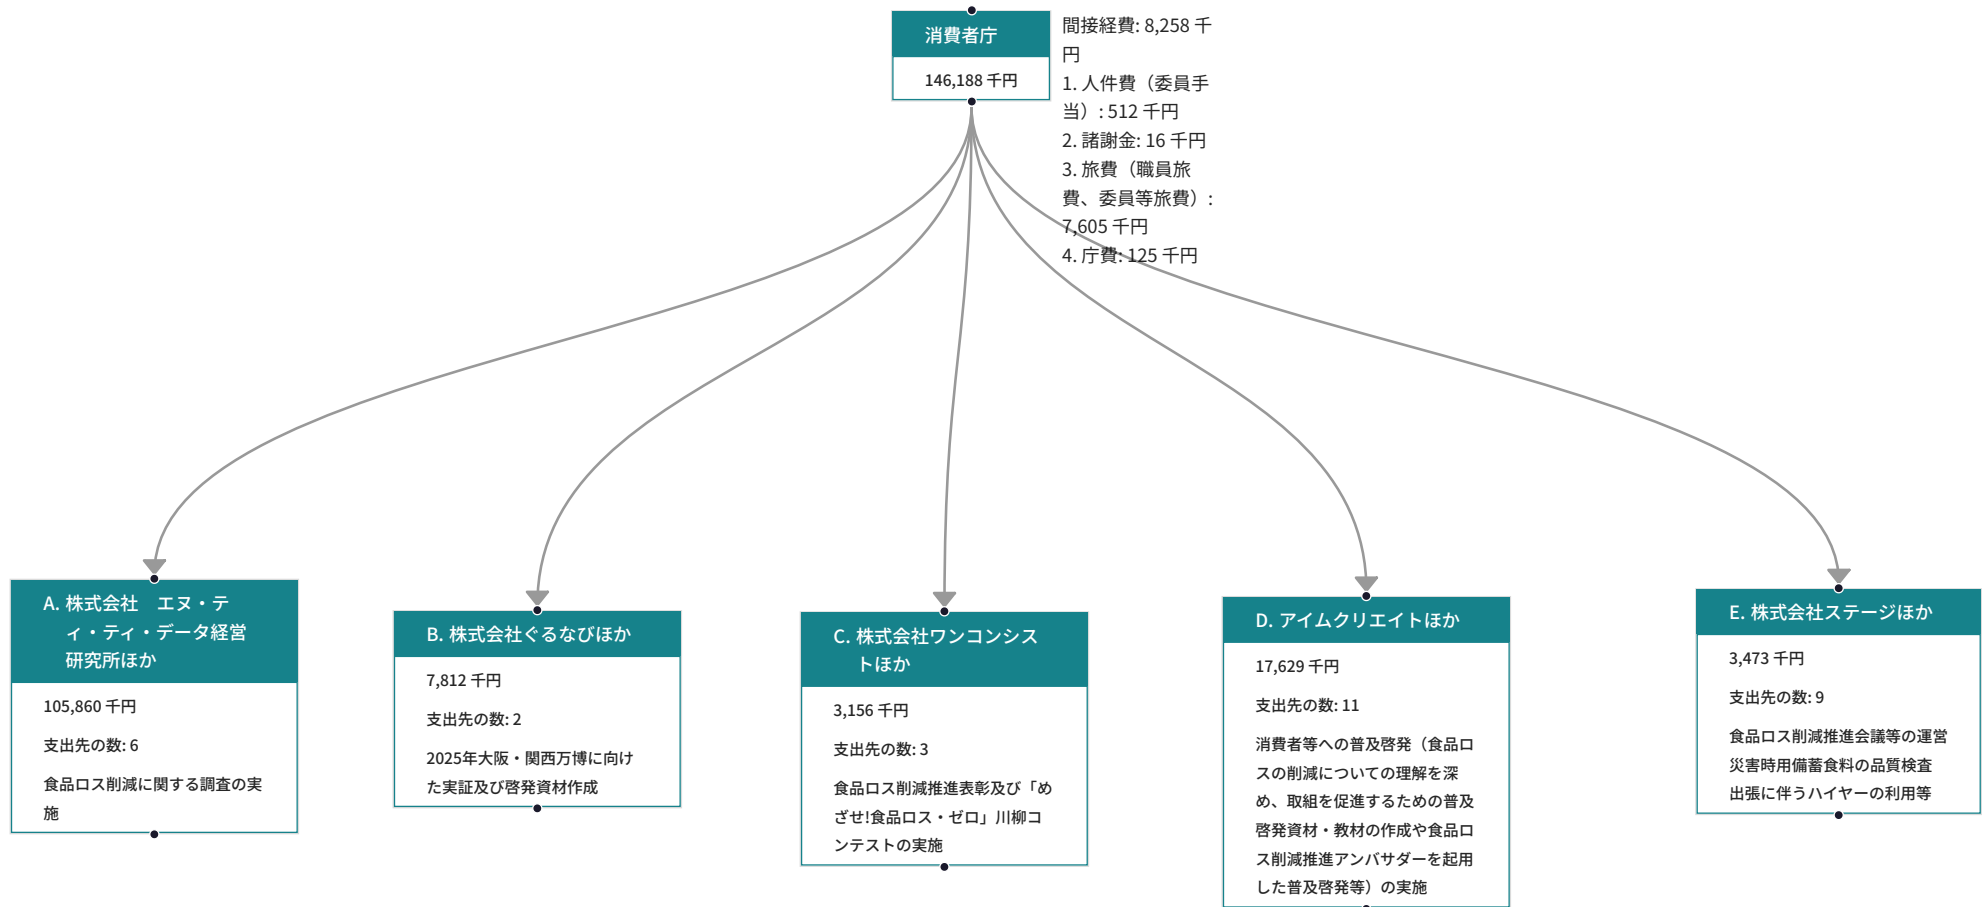 消費者庁
146,188 千円
間接経費: 8,258 千
円
1. 人件費（委員手
当）: 512 千円
2. 諸謝金: 16 千円
3. 旅費（職員旅
費、委員等旅費）:
7,605 千円
4. 庁費: 125 千円
A. 株式会社　エヌ・テ
ィ・ティ・データ経営
研究所ほか
105,860 千円
支出先の数: 6
食品ロス削減に関する調査の実
施
B. 株式会社ぐるなびほか
7,812 千円
支出先の数: 2
2025年大阪・関西万博に向け
た実証及び啓発資材作成
C. 株式会社ワンコンシス
トほか
3,156 千円
支出先の数: 3
食品ロス削減推進表彰及び「め
ざせ!食品ロス・ゼロ」川柳コ
ンテストの実施
D. アイムクリエイトほか
17,629 千円
支出先の数: 11
消費者等への普及啓発（食品ロ
スの削減についての理解を深
め、取組を促進するための普及
啓発資材・教材の作成や食品ロ
ス削減推進アンバサダーを起用
した普及啓発等）の実施
E. 株式会社ステージほか
3,473 千円
支出先の数: 9
食品ロス削減推進会議等の運営
災害時用備蓄食料の品質検査
出張に伴うハイヤーの利用等